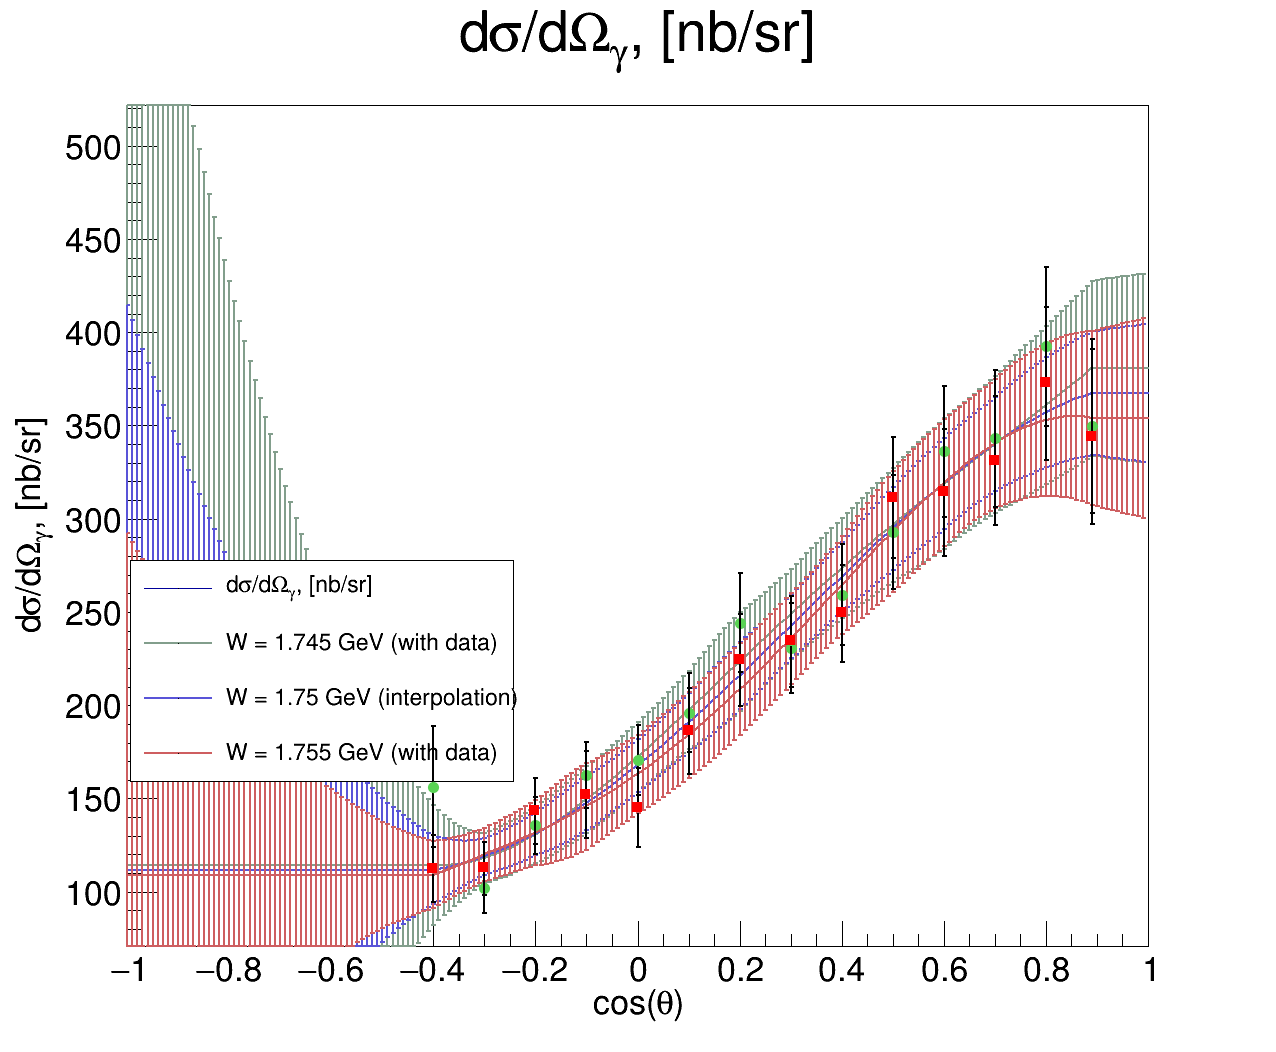 dσ/dΩγ, [nb/sr]
dσ/dΩγ, [nb/sr]
500
450
400
350
300
250
200
150
100
dσ/dΩγ, [nb/sr]
W = 1.745 GeV (with data)
W = 1.75 GeV (interpolation)
W = 1.755 GeV (with data)
−1 −0.8 −0.6 −0.4 −0.2 0 0.2 0.4 0.6 0.8 1
cos(θ)